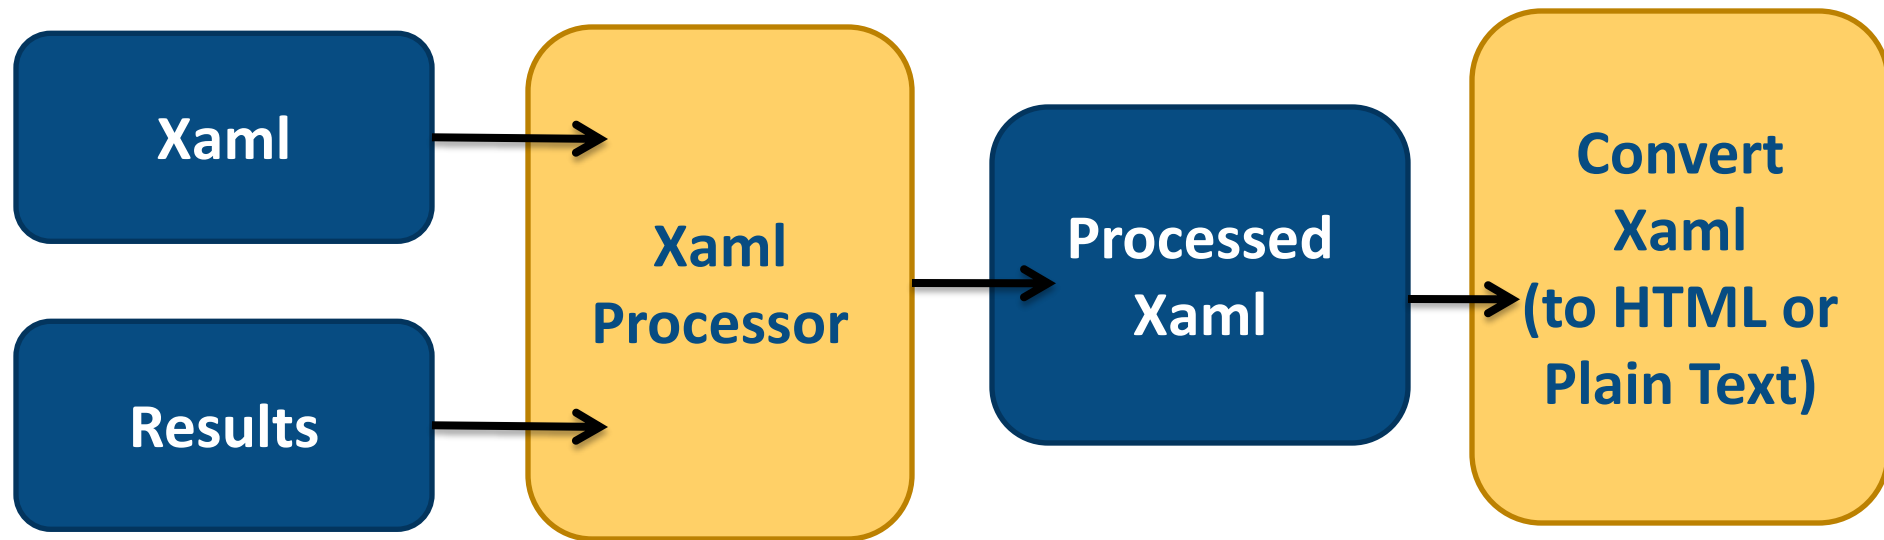 Xaml
Results
Xaml
Processor
Processed
Xaml
Convert
Xaml
(to HTML or
Plain Text)